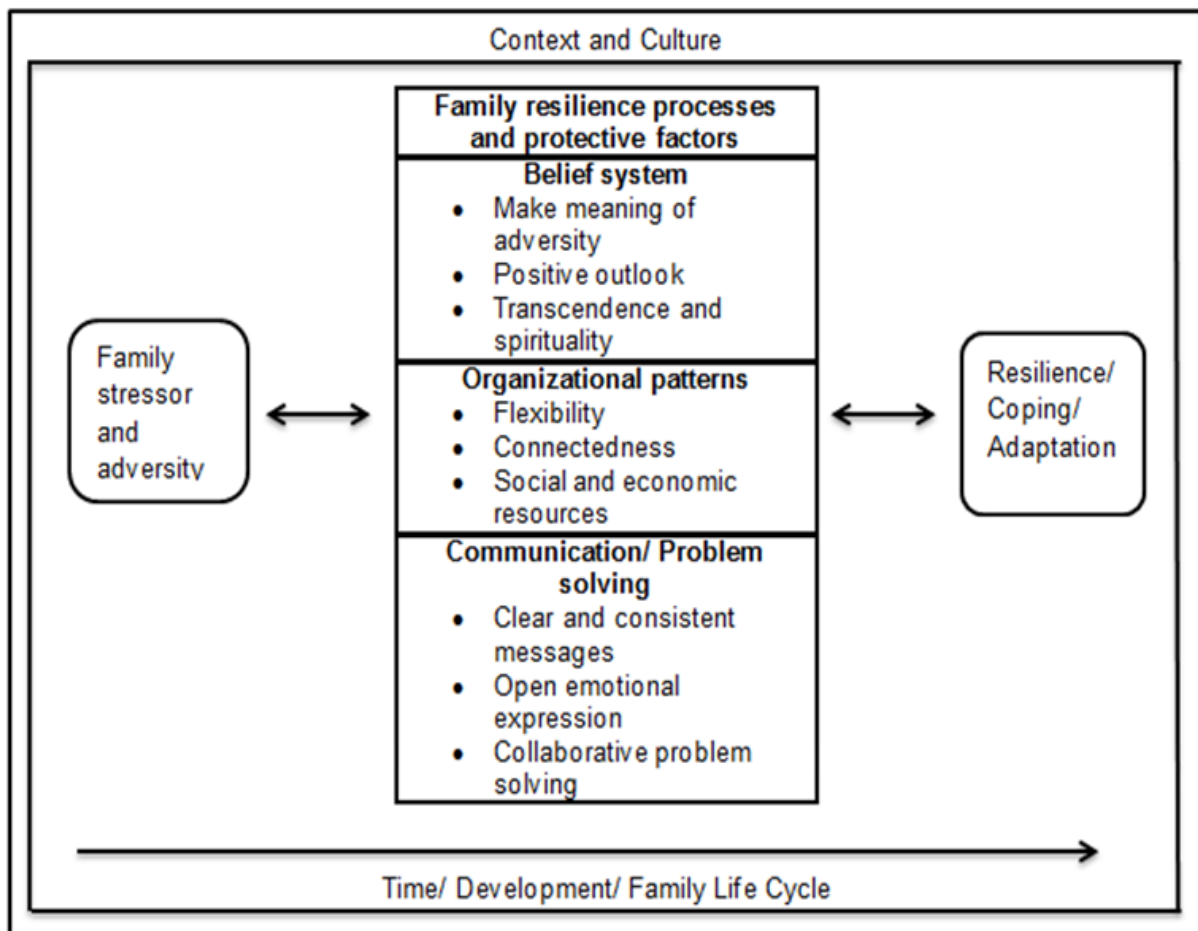 Context and Culture
Family resilience processes
and protective factors
Belief system
• Make meaning of
adversity
• Positive outlook
• Transcendence and
spirituality
Family
stressor
and
adversity
Organizational patterns
• Flexibility
• Connectedness
• Social and economic
resources
Resilience/
Coping/
Adaptation
Communication/ Problem
solving
• Clear and consistent
messages
• Open emotional
expression
• Collaborative problem
solving
Time/ Development/ Family Life Cycle